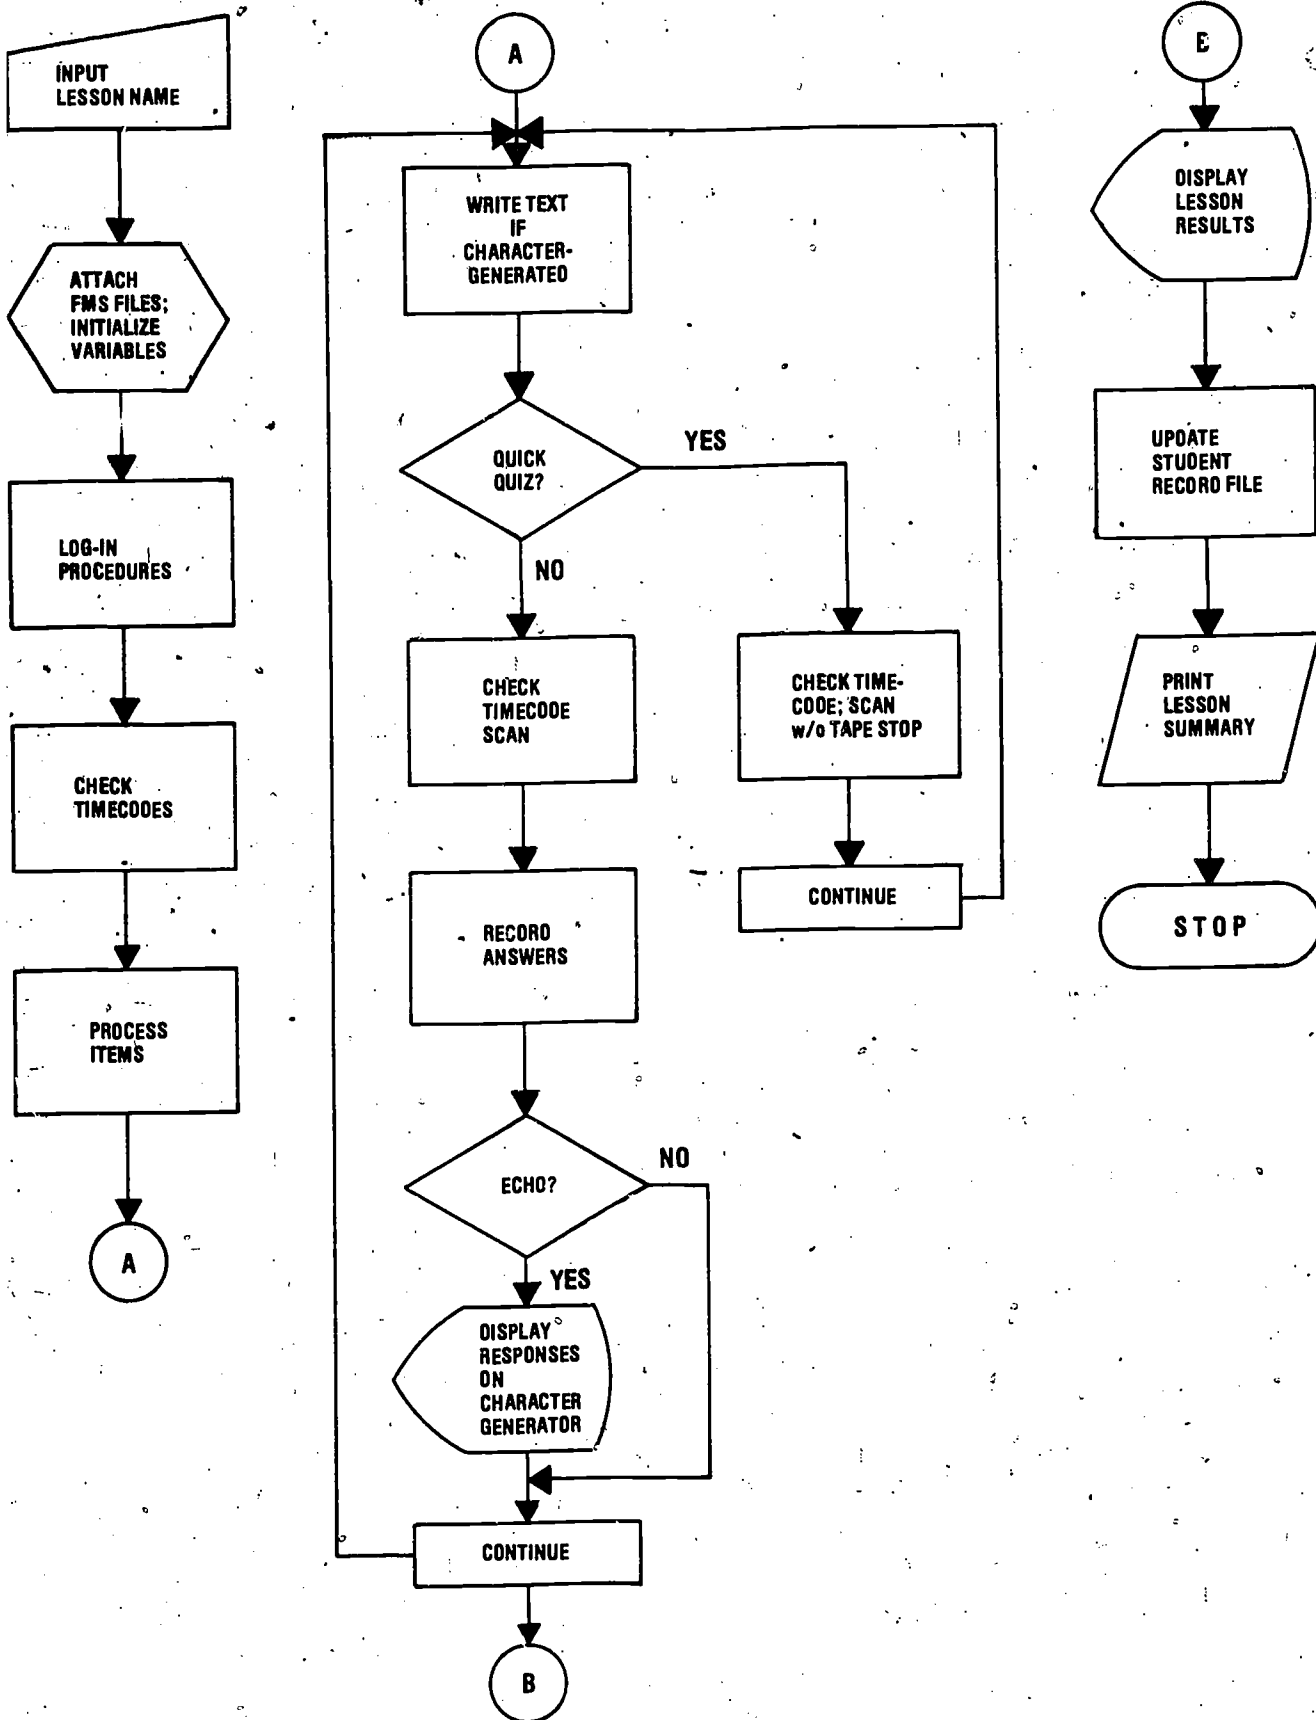 INPUT
LESSON NAME
ATTACH
FMS FILES;
INITIALIZE
VARIABLES
LOG-IN
PROCEDURES
CHECK
TIMECODES
PROCESS
ITEMS
A
A
WRITE TEXT
IF
CHARACTER-
GENERATED
QUICK
QUIZ?
YES
NO
CHECK
TIMECODE
SCAN
CHECK TIME-
CODE; SCAN
w/o TAPE STOP
RECORD
ANSWERS
CONTINUE
ECHO?
NO
YES
DISPLAY
RESPONSES
ON
CHARACTER
GENERATOR
CONTINUE
B
E
DISPLAY
LESSON
RESULTS
UPDATE
STUDENT
RECORD FILE
PRINT
LESSON
SUMMARY
STOP